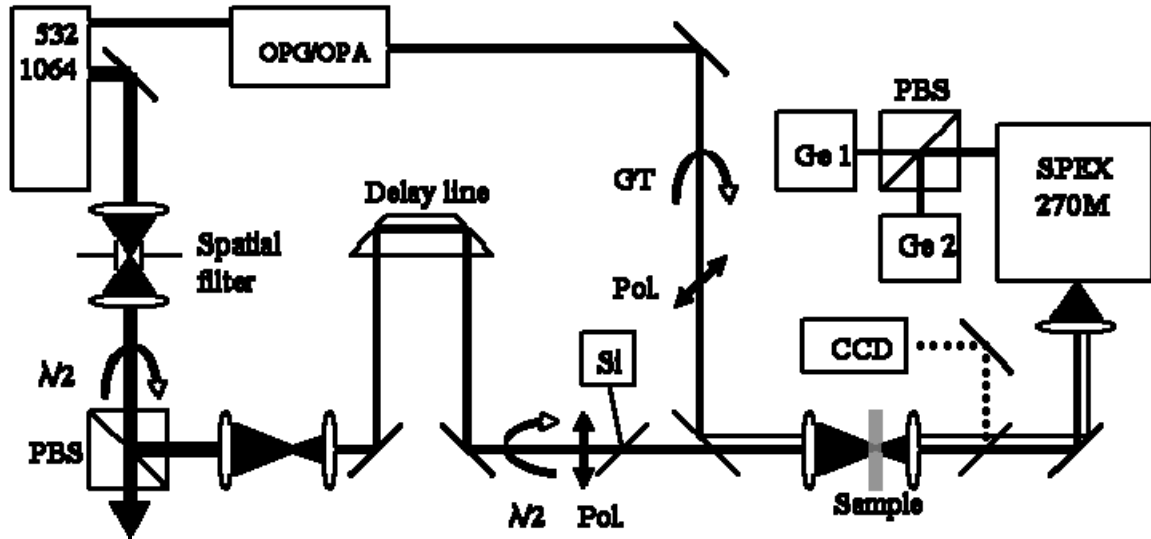 532
1064
OPG/OPA
PBS
Ge 1
SPEX
270M
GT
Delay line
Ge 2
Spatial
filter
Pol.
CCD
Si
λ/2
PBS
Sample
λ/2
Pol.